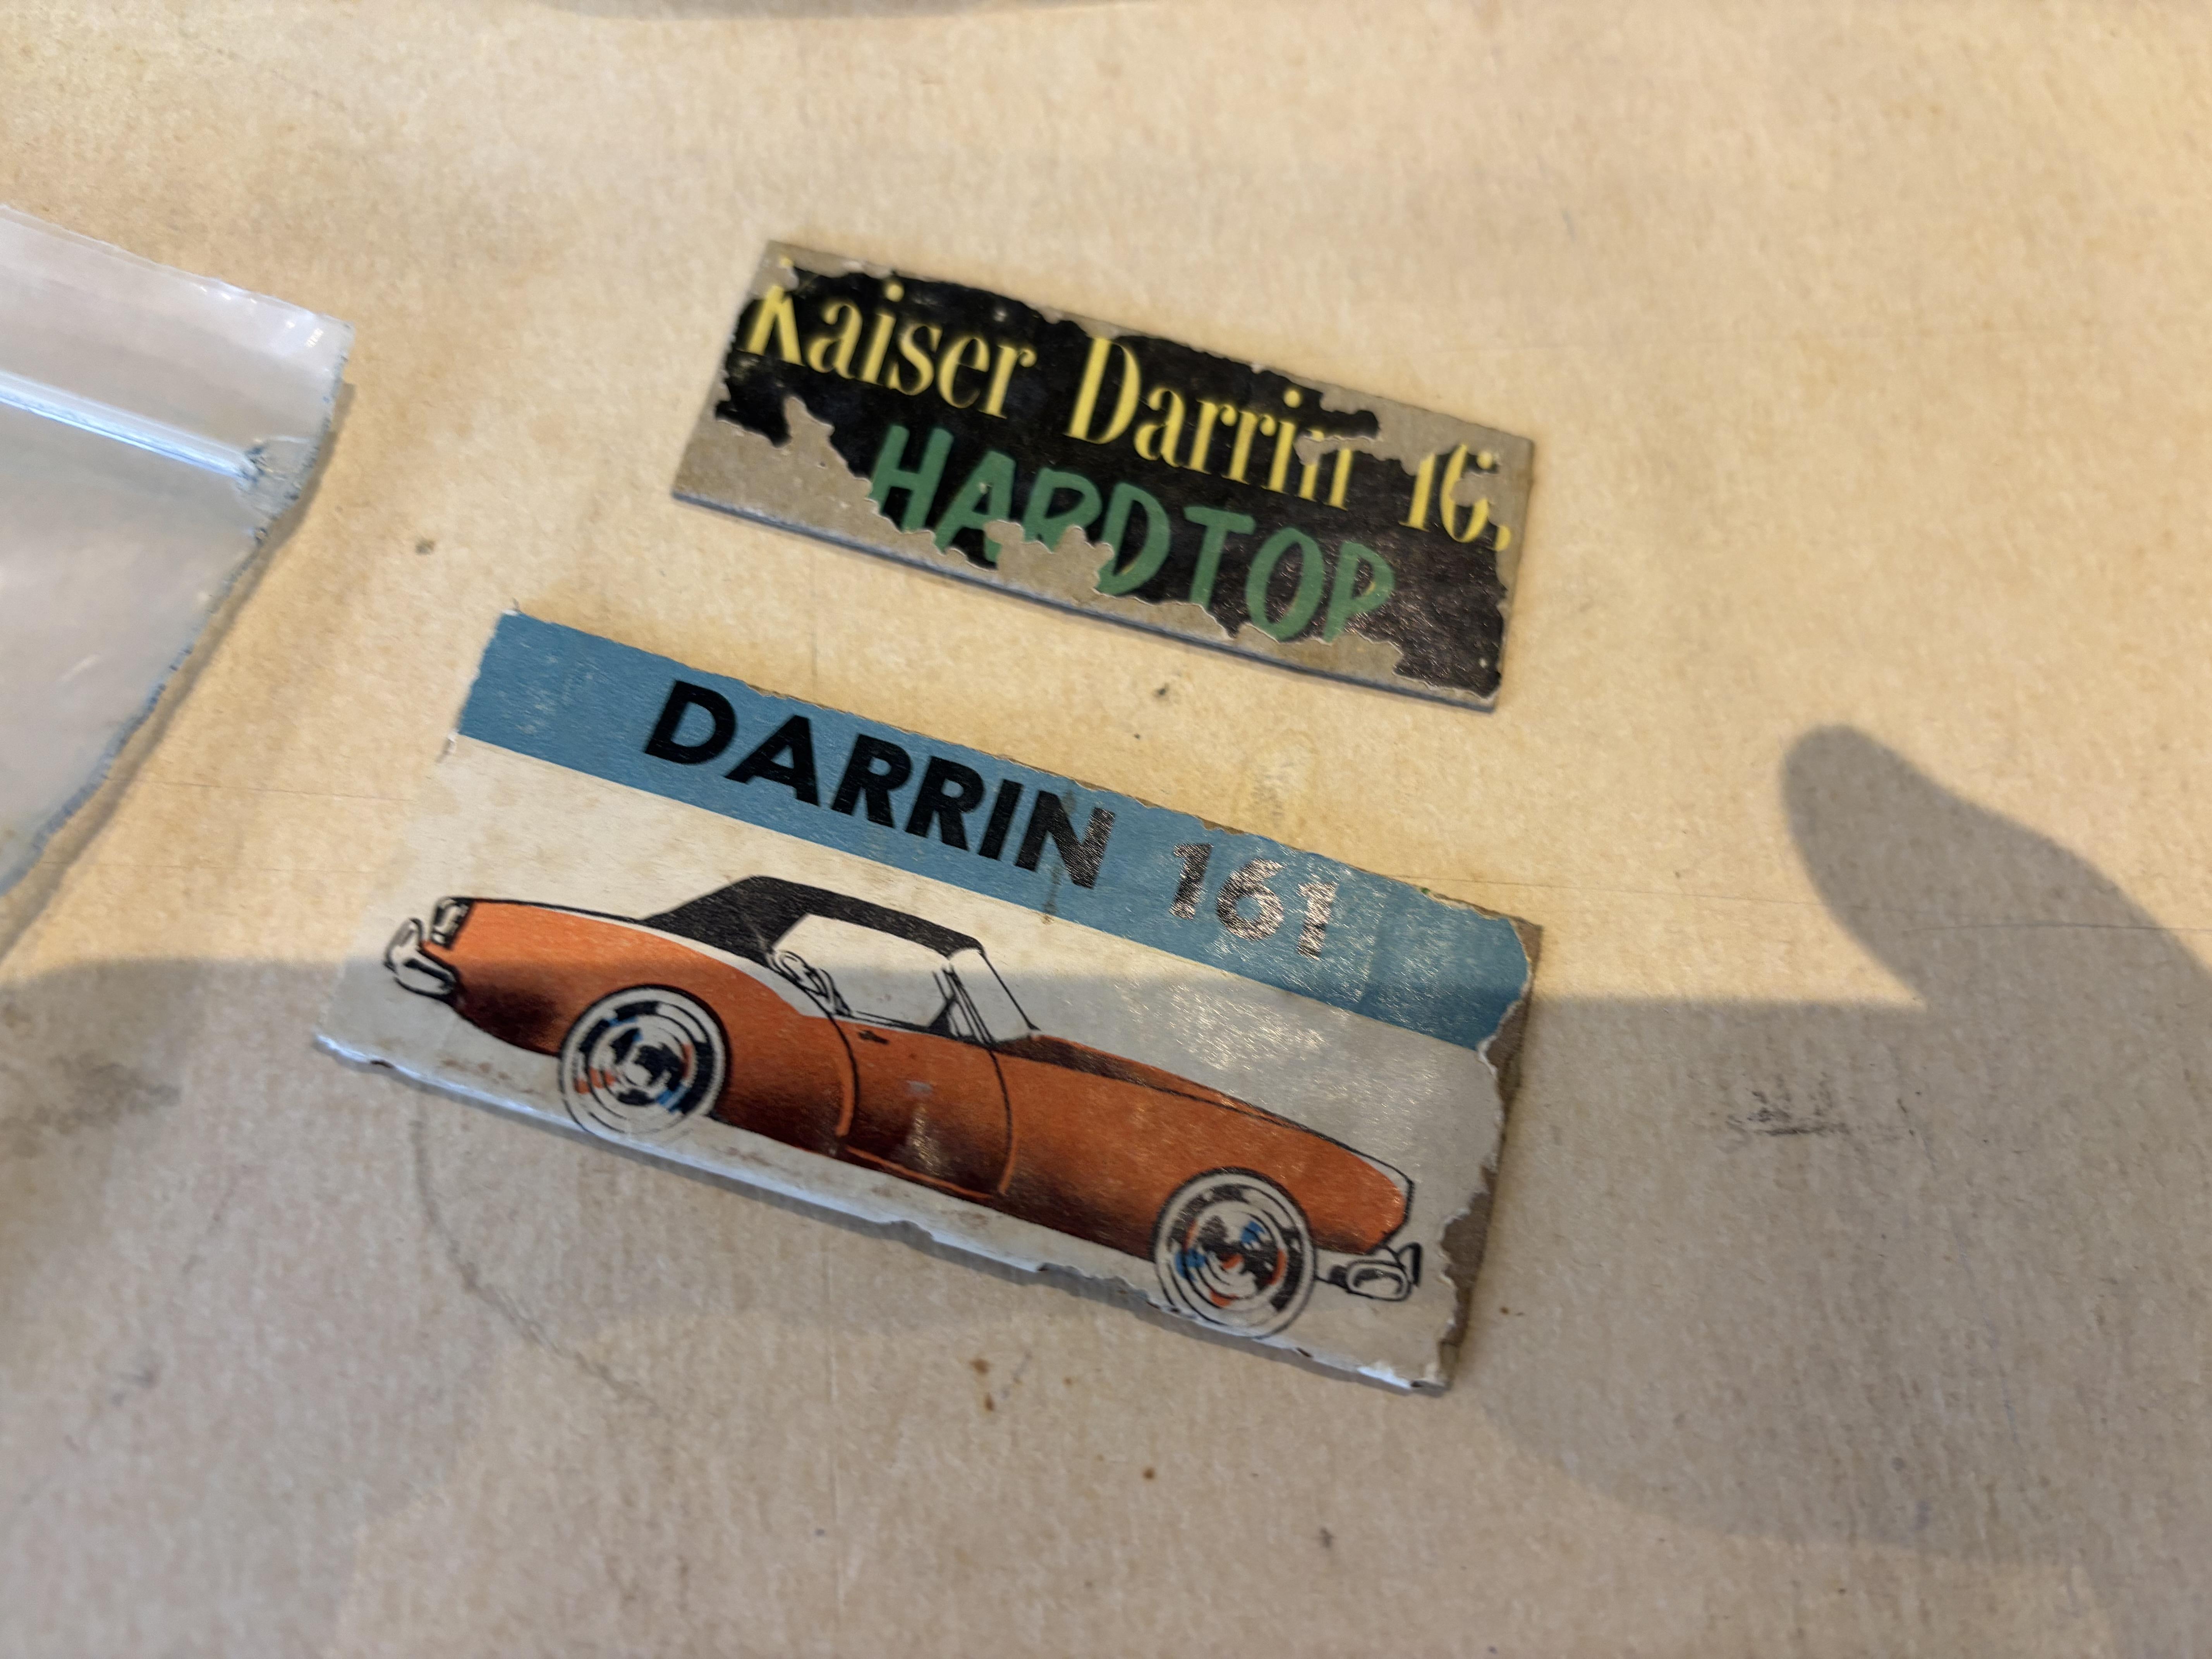 Kaiser Darrin 16
HARDTOP
DARRIN 161